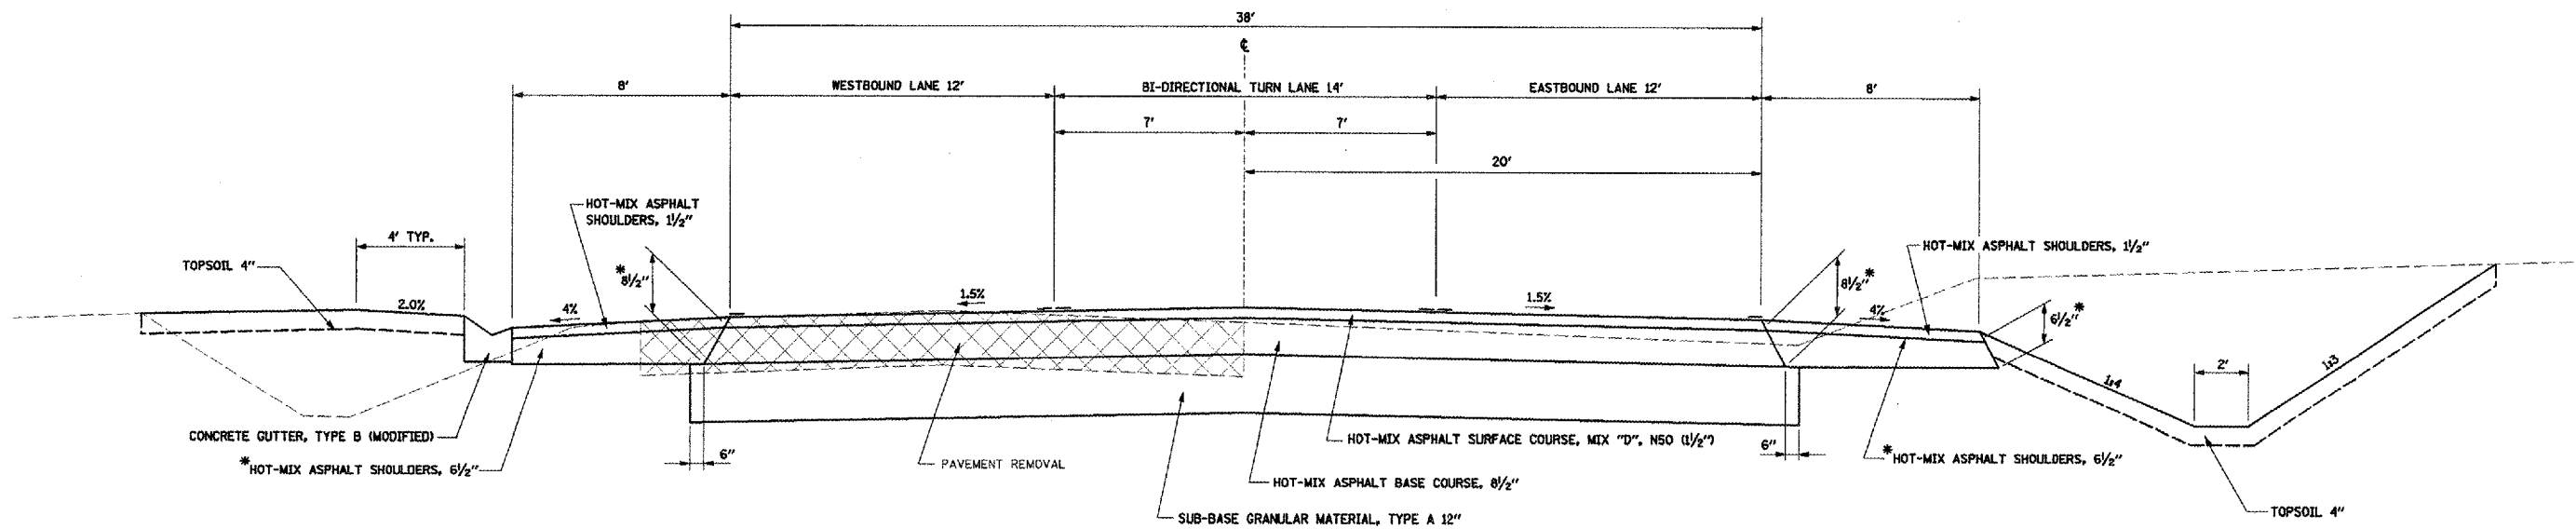 38'
℄
8'
WESTBOUND LANE 12'
BI-DIRECTIONAL TURN LANE 14'
EASTBOUND LANE 12'
8'
7'
7'
20'
HOT-MIX ASPHALT
SHOULDERS, 1½"
4' TYP.
TOPSOIL 4"
*8½"
2.0%
4%
1.5%
1.5%
8½"*
4%
HOT-MIX ASPHALT SHOULDERS, 1½"
6½"*
1:4
2'
1:3
CONCRETE GUTTER, TYPE B (MODIFIED)
*HOT-MIX ASPHALT SHOULDERS, 6½"
6"
PAVEMENT REMOVAL
HOT-MIX ASPHALT SURFACE COURSE, MIX "D", N50 (1½")
6"
*HOT-MIX ASPHALT SHOULDERS, 6½"
HOT-MIX ASPHALT BASE COURSE, 8½"
SUB-BASE GRANULAR MATERIAL, TYPE A 12"
TOPSOIL 4"